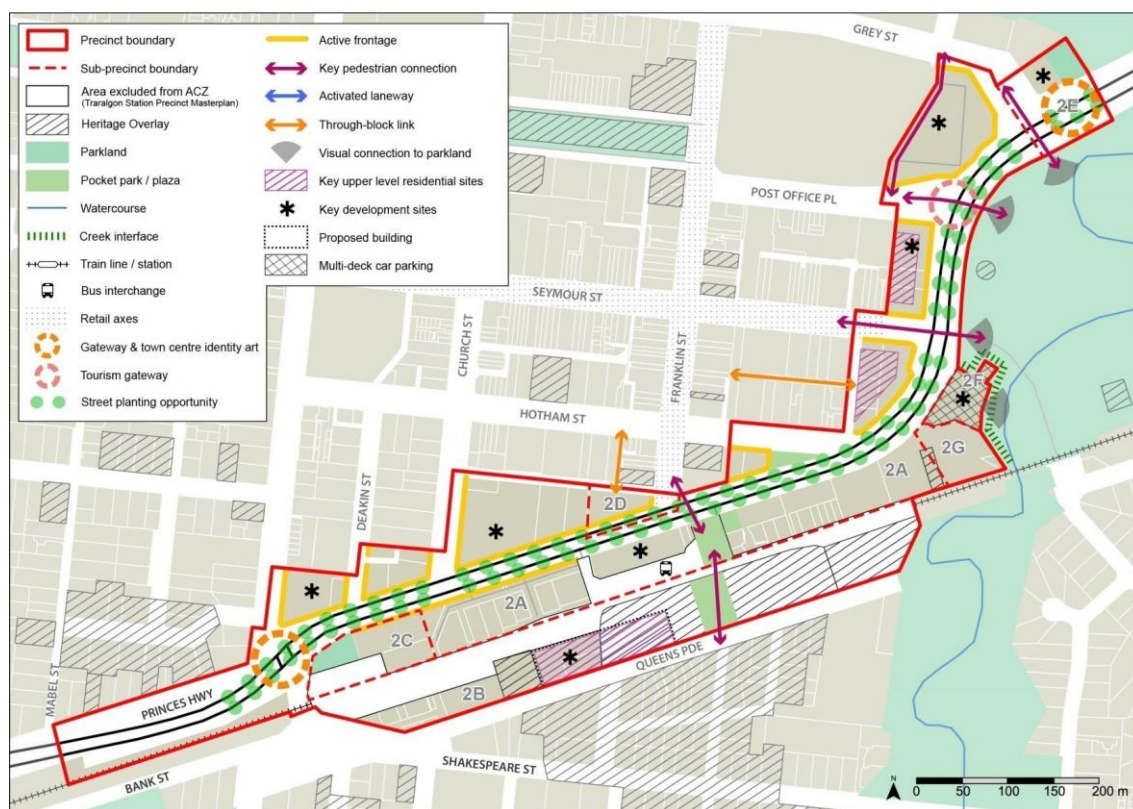 Precinct boundary
Sub-precinct boundary
Area excluded from ACZ
(Traralgon Station Precinct Masterplan)
Heritage Overlay
Parkland
Pocket park / plaza
Watercourse
Creek interface
Train line / station
Bus interchange
Retail axes
Gateway & town centre identity art
Tourism gateway
Street planting opportunity
Active frontage
Key pedestrian connection
Activated laneway
Through-block link
Visual connection to parkland
Key upper level residential sites
Key development sites
Proposed building
Multi-deck car parking
GREY ST
2E
POST OFFICE PL
SEYMOUR ST
CHURCH ST
FRANKLIN ST
HOTHAM ST
DEAKIN ST
2F
2G
2A
2D
2A
2C
2B
QUEENS PDE
MABEL ST
PRINCES HWY
BANK ST
SHAKESPEARE ST
N
0 50 100 150 200 m